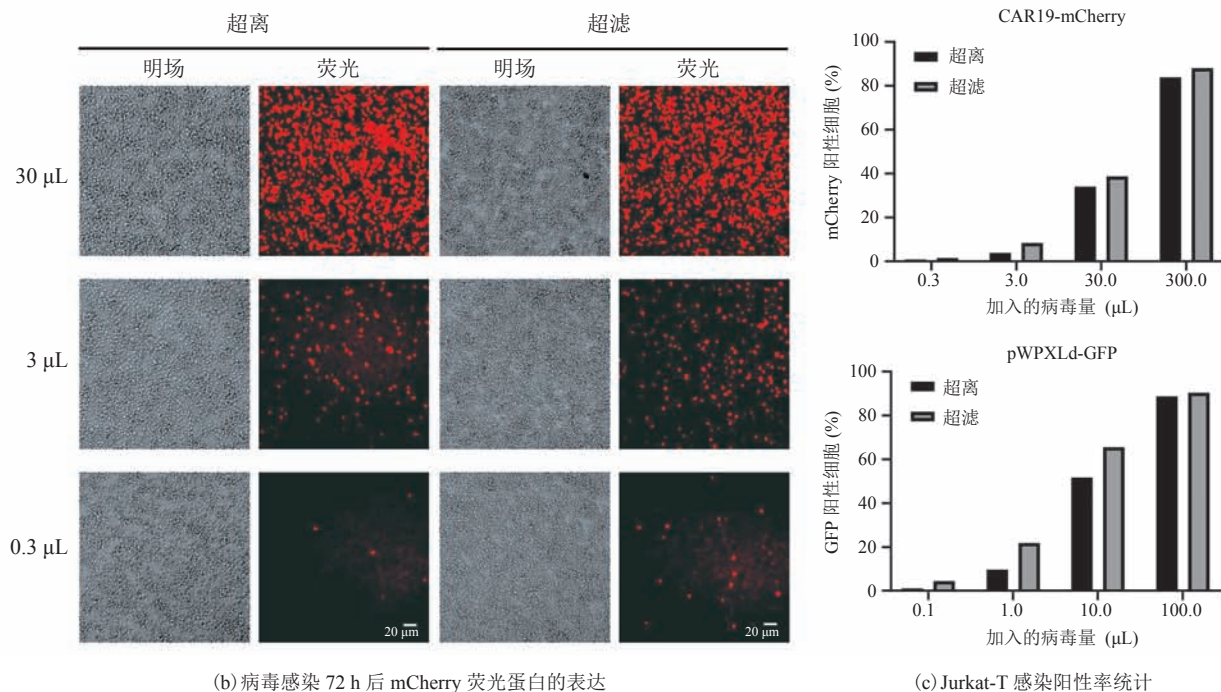 超离
超滤
明场
荧光
明场
荧光
30 μL
3 μL
0.3 μL
20 μm
20 μm
(b) 病毒感染 72 h 后 mCherry 荧光蛋白的表达
CAR19-mCherry
mCherry 阳性细胞 (%)
100
80
60
40
20
0
超离
超滤
0.3
3.0
30.0
300.0
加入的病毒量 (μL)
pWPXLd-GFP
GFP 阳性细胞 (%)
100
80
60
40
20
0
超离
超滤
0.1
1.0
10.0
100.0
加入的病毒量 (μL)
(c) Jurkat-T 感染阳性率统计